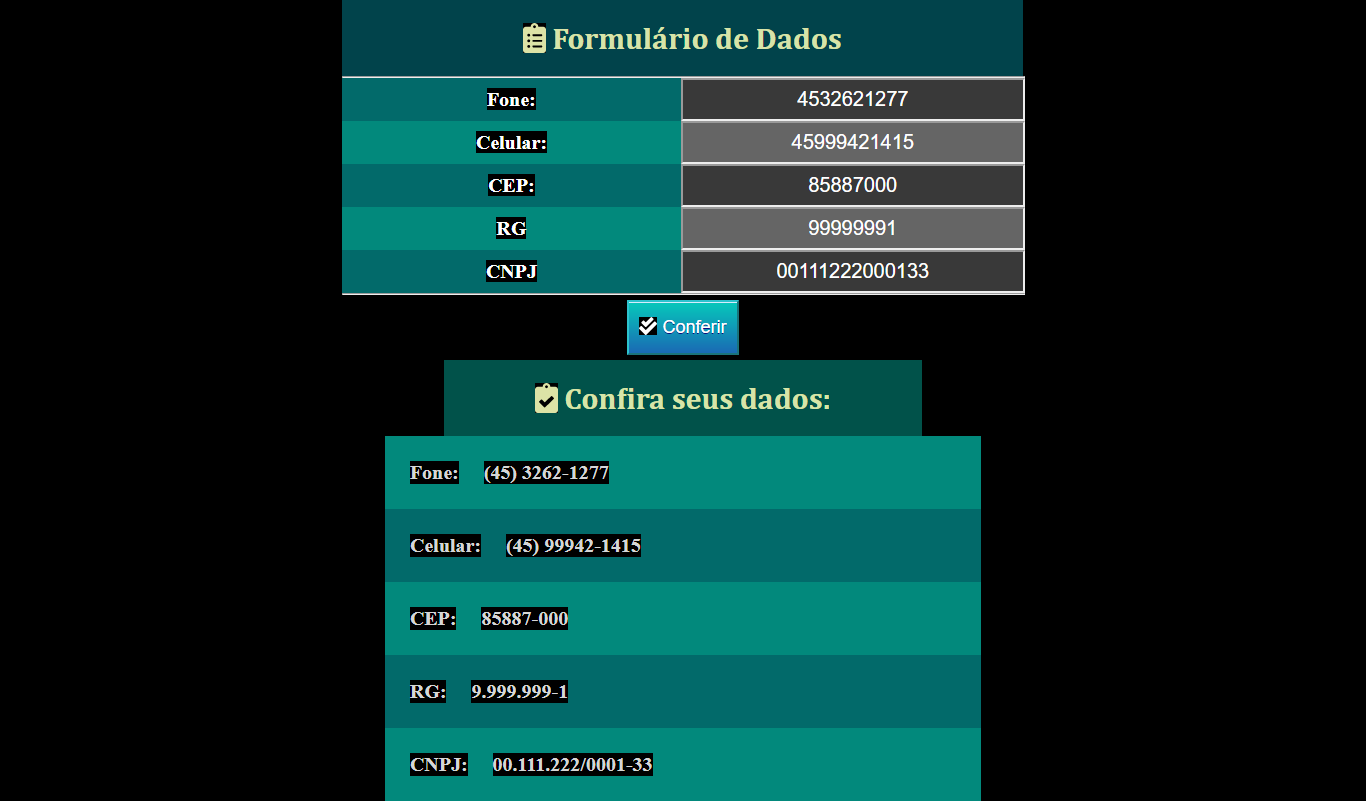 Formulário de Dados
Fone: 4532621277
Celular: 45999421415
CEP: 85887000
RG 99999991
CNPJ 00111222000133
Conferir
Confira seus dados:
Fone: (45) 3262-1277
Celular: (45) 99942-1415
CEP: 85887-000
RG: 9.999.999-1
CNPJ: 00.111.222/0001-33